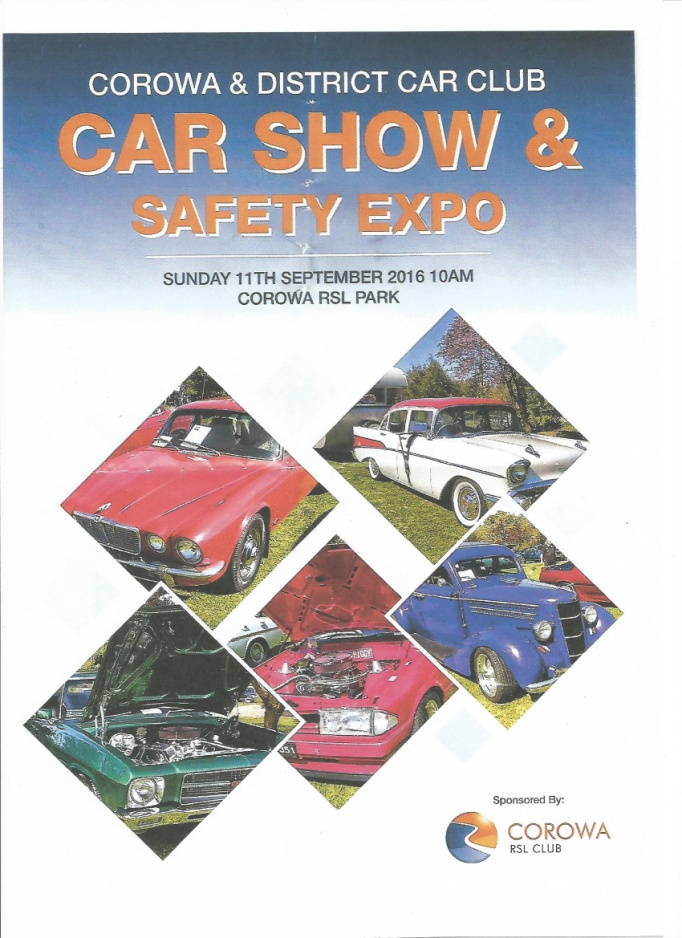 COROWA & DISTRICT CAR CLUB
CAR SHOW &
SAFETY EXPO
SUNDAY 11TH SEPTEMBER 2016 10AM
COROWA RSL PARK
Sponsored By:
COROWA
RSL CLUB